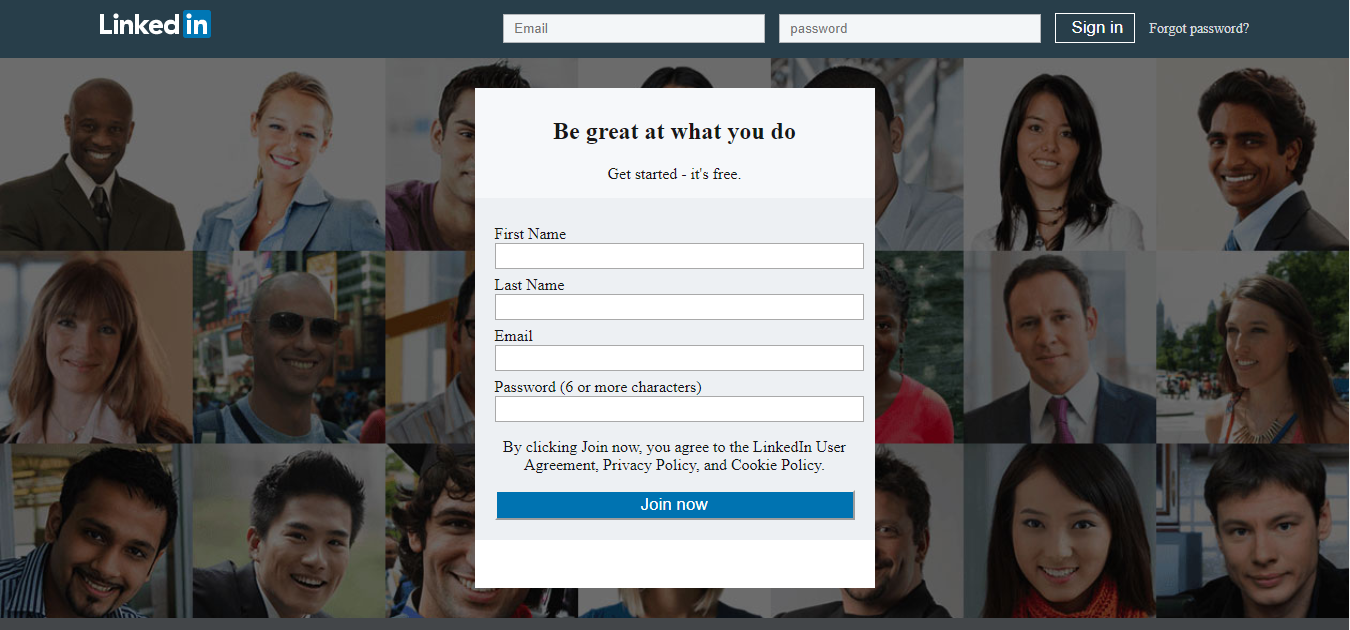 Linked in
Email
password
Sign in
Forgot password?
Be great at what you do
Get started - it's free.
First Name
Last Name
Email
Password (6 or more characters)
By clicking Join now, you agree to the LinkedIn User
Agreement, Privacy Policy, and Cookie Policy.
Join now